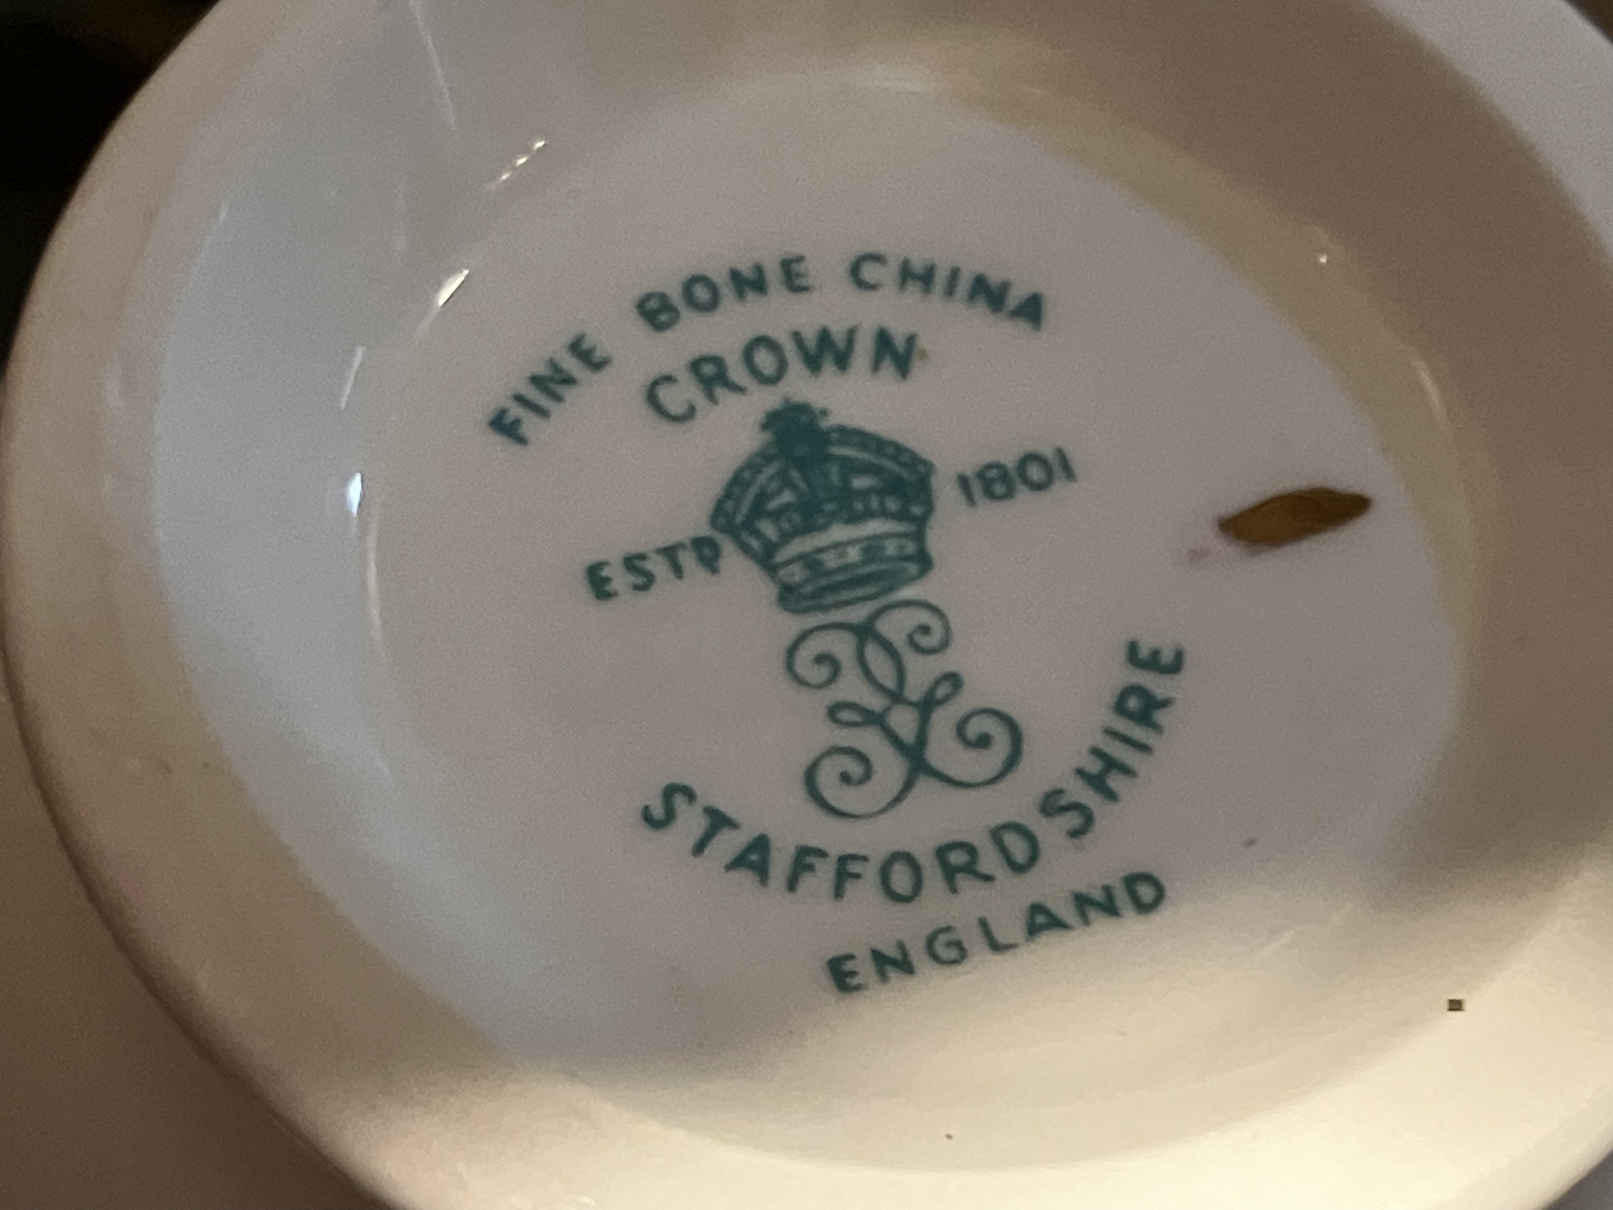 FINE BONE CHINA
CROWN
ESTD 1801
STAFFORDSHIRE
ENGLAND